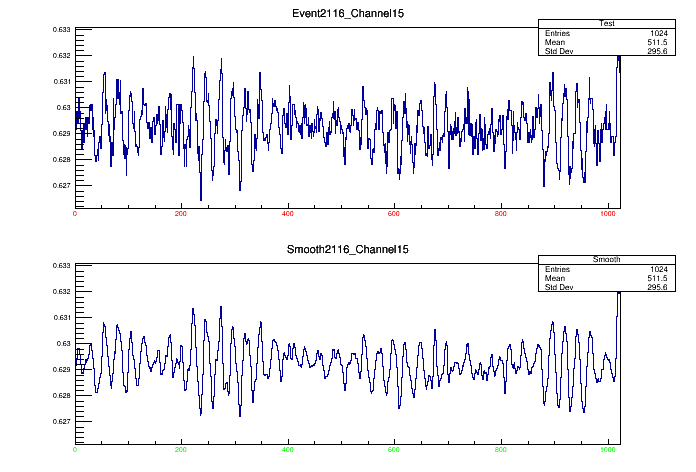 Event2116_Channel15
Test
Entries 1024
Mean 511.5
Std Dev 295.6
0.633
0.632
0.631
0.63
0.629
0.628
0.627
0 200 400 600 800 1000
Smooth2116_Channel15
Smooth
Entries 1024
Mean 511.5
Std Dev 295.6
0.633
0.632
0.631
0.63
0.629
0.628
0.627
0 200 400 600 800 1000